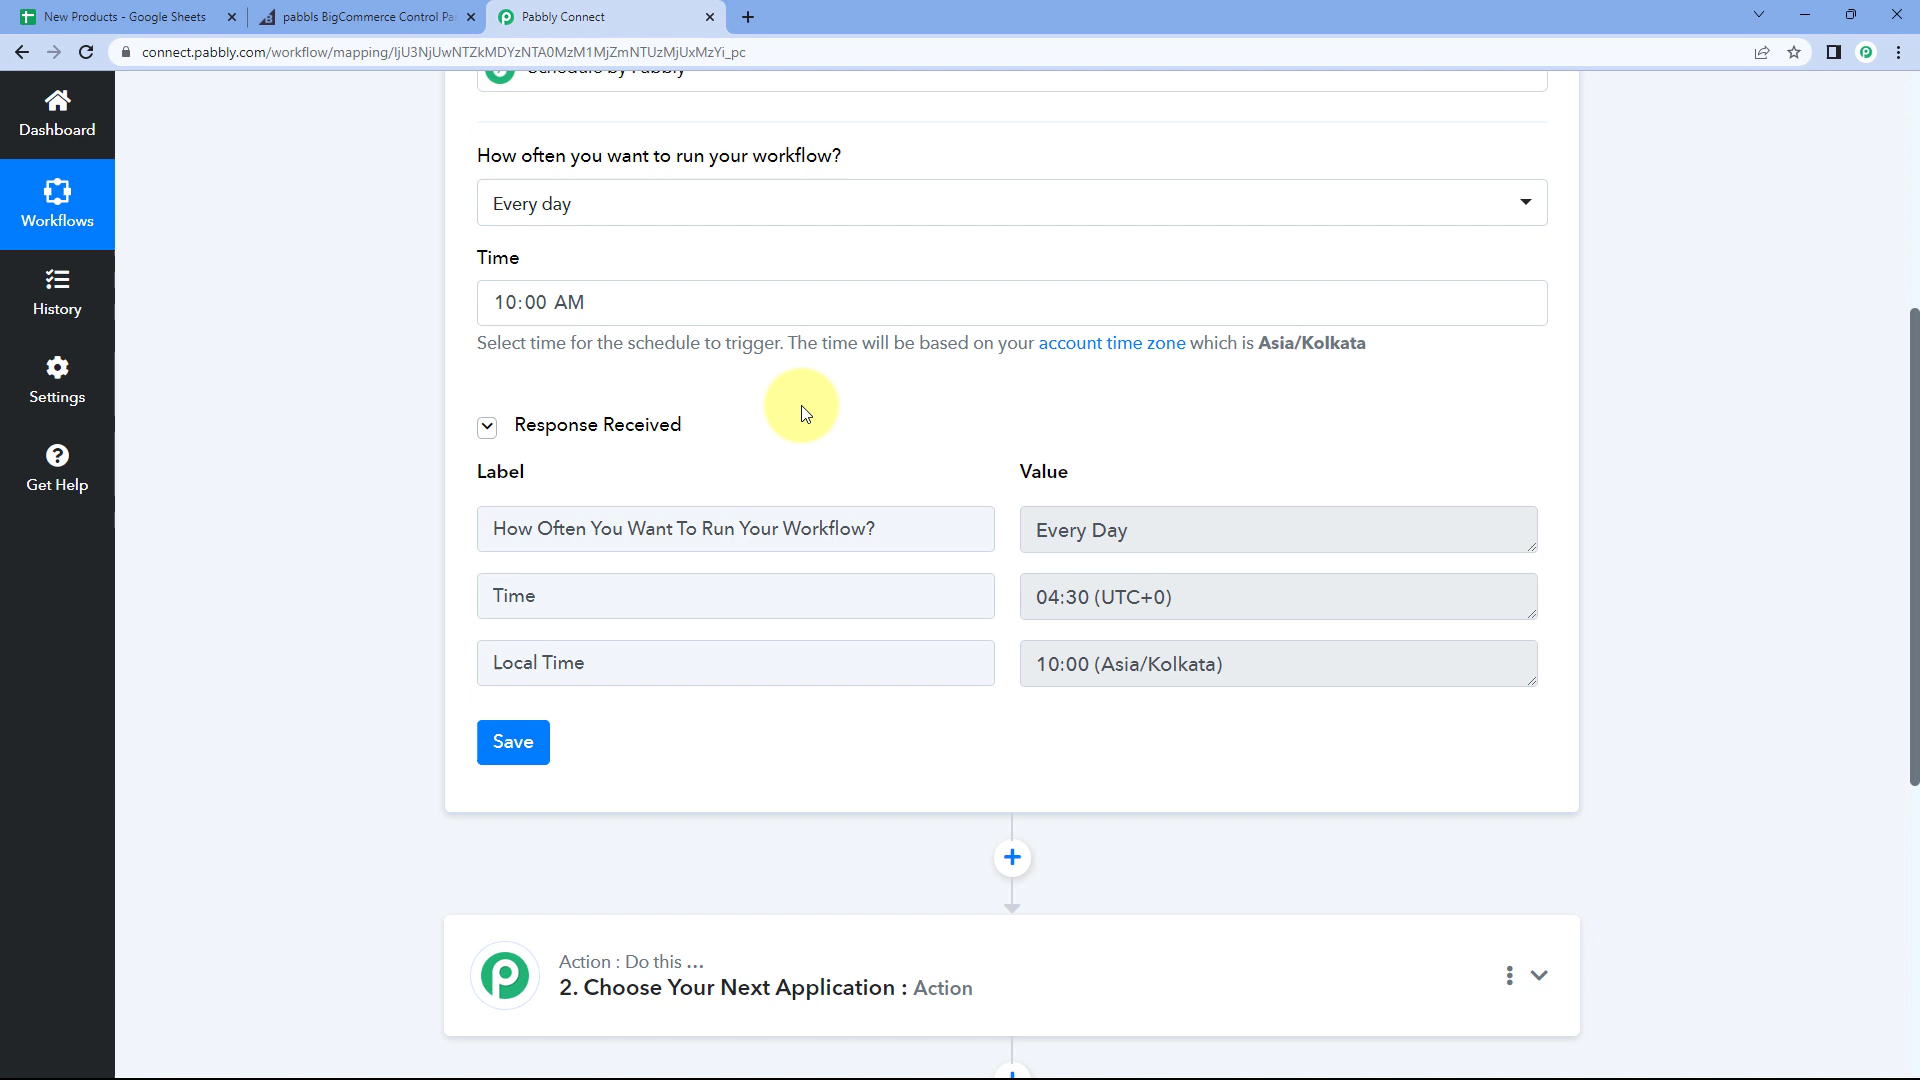 New Products - Google Sheets
pabbls BigCommerce Control Pa
Pabbly Connect
connect.pabbly.com/workflow/mapping/IjU3NjUwNTZkMDYzNTA0MzM1MjZmNTUzMjUxMzYi_pc
Schedule by Pabbly
Dashboard
Workflows
History
Settings
Get Help
How often you want to run your workflow?
Every day
Time
10:00 AM
Select time for the schedule to trigger. The time will be based on your account time zone which is Asia/Kolkata
Response Received
Label Value
How Often You Want To Run Your Workflow? Every Day
Time 04:30 (UTC+0)
Local Time 10:00 (Asia/Kolkata)
Save
Action : Do this ...
2. Choose Your Next Application : Action